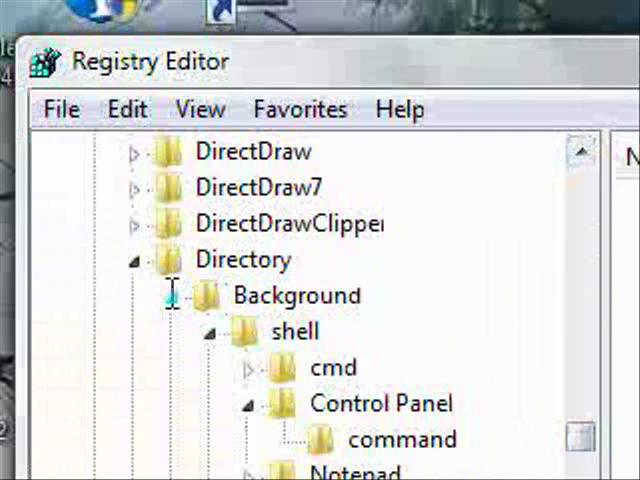 Registry Editor
File Edit View Favorites Help
DirectDraw
DirectDraw7
DirectDrawClipper
Directory
Background
shell
cmd
Control Panel
command
Notepad